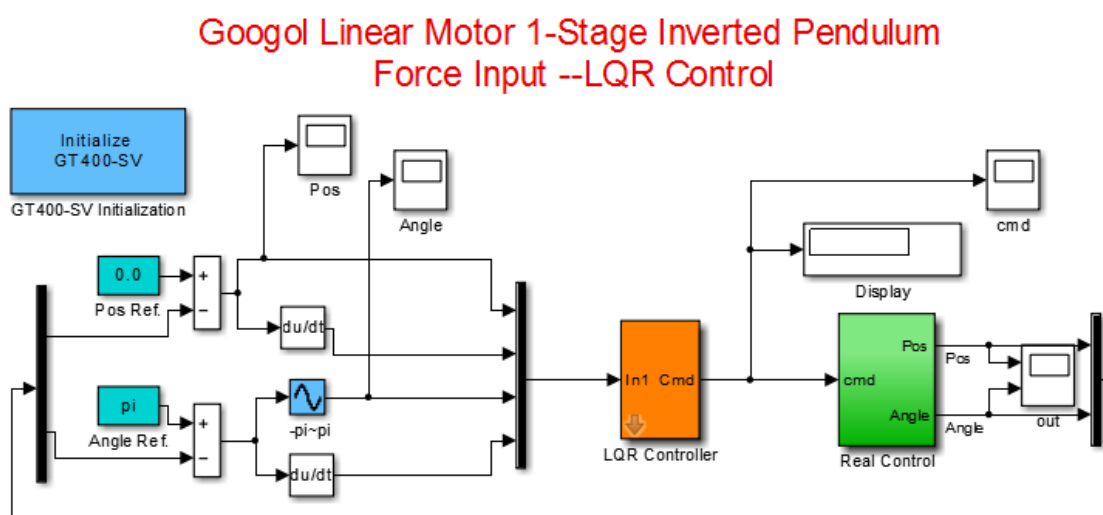 Googol Linear Motor 1-Stage Inverted Pendulum
Force Input --LQR Control
Initialize
GT400-SV
GT400-SV Initialization
Pos
Angle
cmd
Display
0.0
Pos Ref.
+
−
du/dt
pi
Angle Ref.
+
−
-pi~pi
du/dt
In1 Cmd
LQR Controller
cmd
Pos
Angle
Real Control
Pos
Angle
out